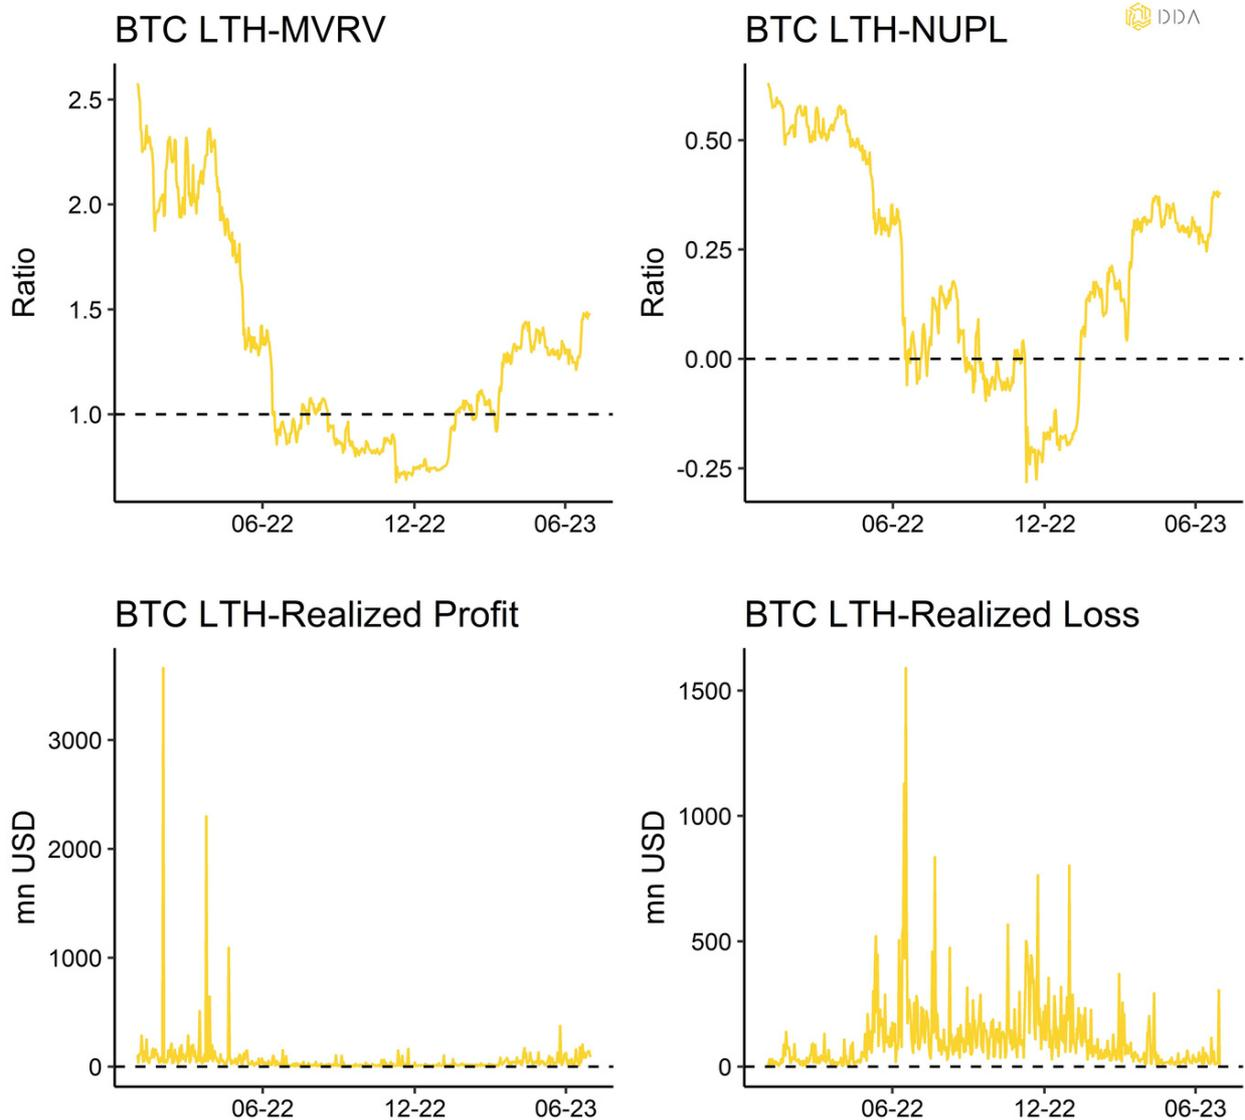 BTC LTH-MVRV
Ratio
2.5
2.0
1.5
1.0
06-22 12-22 06-23
BTC LTH-NUPL
DDA
Ratio
0.50
0.25
0.00
-0.25
06-22 12-22 06-23
BTC LTH-Realized Profit
mn USD
3000
2000
1000
0
06-22 12-22 06-23
BTC LTH-Realized Loss
mn USD
1500
1000
500
0
06-22 12-22 06-23